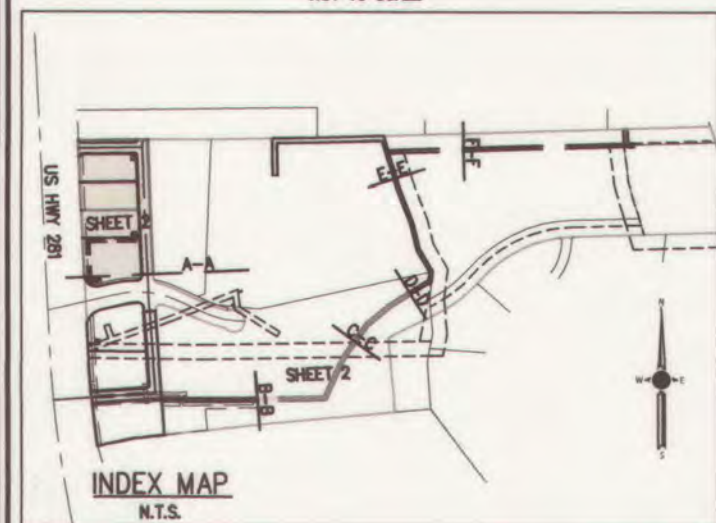 US HWY 281
SHEET 2
A-A
B-B
C-C
D-D
E-E
F-F
SHEET 2
N
W
E
S
INDEX MAP
N.T.S.